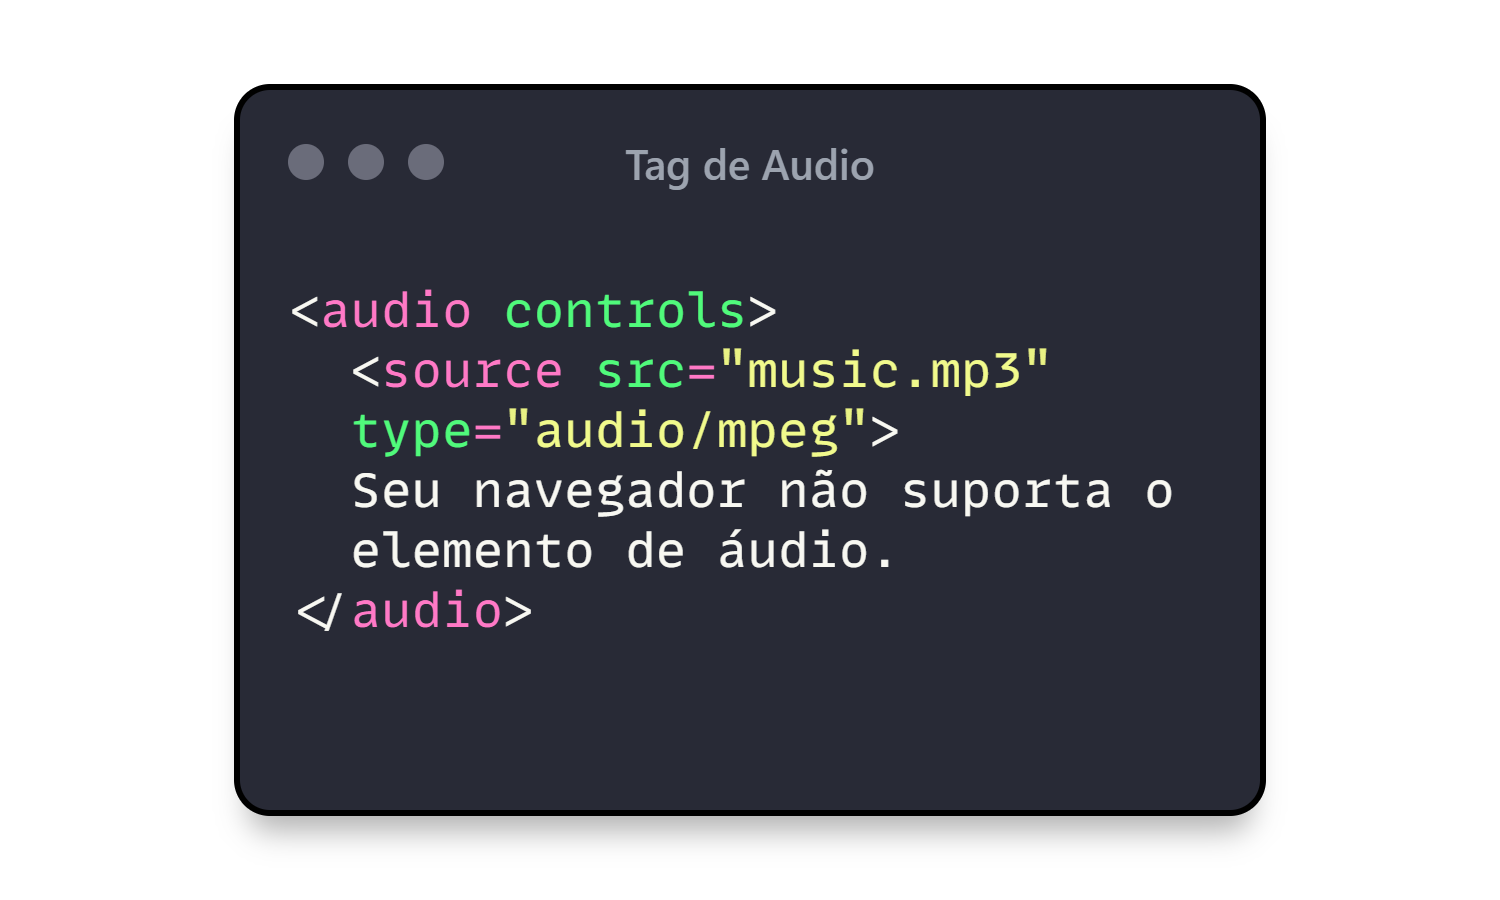 Tag de Audio
<audio controls>
<source src="music.mp3"
type="audio/mpeg">
Seu navegador não suporta o
elemento de áudio.
</audio>